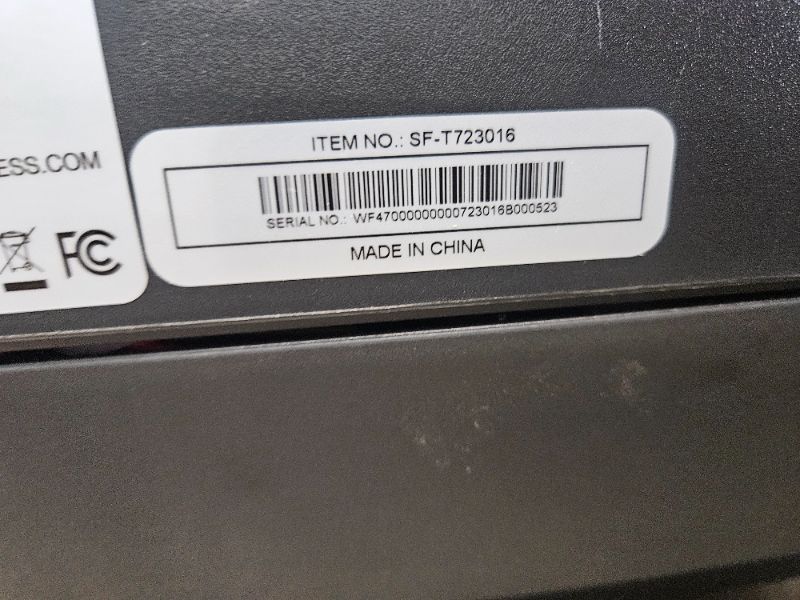 ESS.COM
FC
ITEM NO.: SF-T723016
SERIAL NO.: WF47000000000723016B000523
MADE IN CHINA